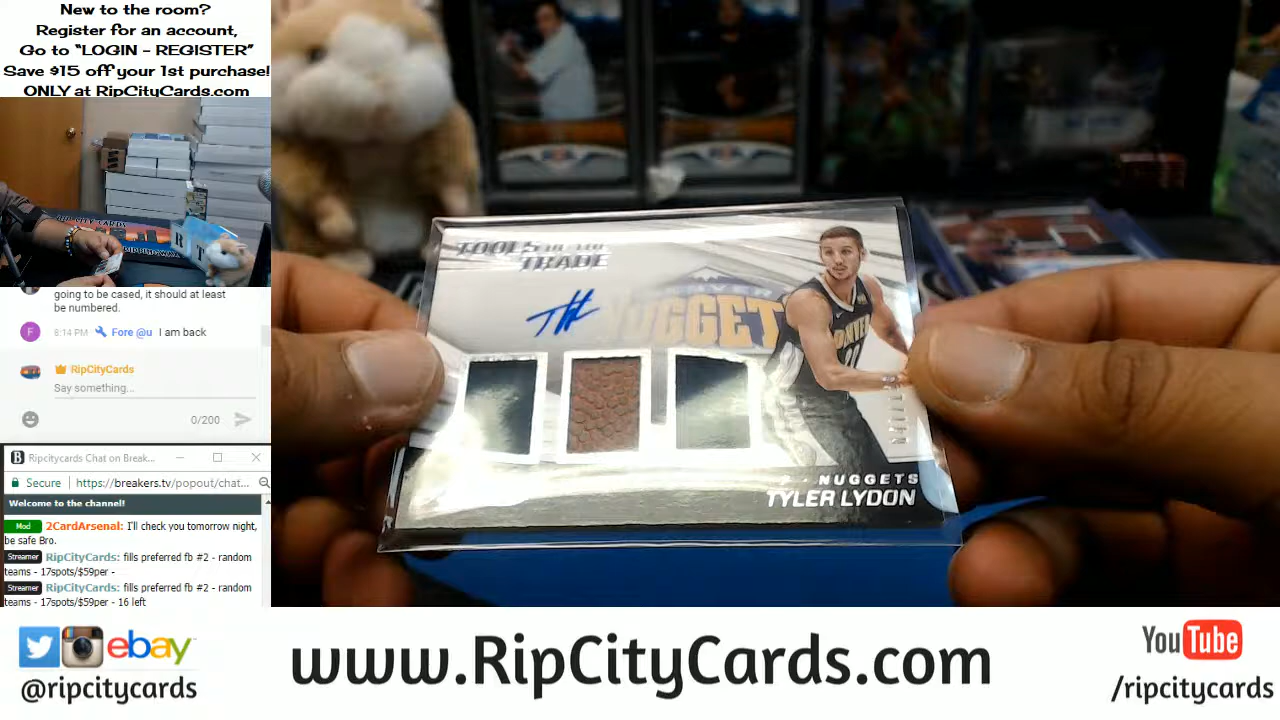 New to the room?
Register for an account,
Go to “LOGIN - REGISTER”
Save $15 off your 1st purchase!
ONLY at RipCityCards.com
going to be cased, it should at least
be numbered.
F 8:14 PM Fore @u I am back
RipCityCards
Say something...
0/200
B Ripcitycards Chat on Break...
Secure https://breakers.tv/popout/chat...
Welcome to the channel!
Mod 2CardArsenal: I'll check you tomorrow night,
be safe Bro.
Streamer RipCityCards: fills preferred fb #2 - random
teams - 17spots/$59per -
Streamer RipCityCards: fills preferred fb #2 - random
teams - 17spots/$59per - 16 left
TOOLS OF THE
TRADE
DENVER
NUGGETS
NUGGETS
TYLER LYDON
ebay
@ripcitycards
www.RipCityCards.com
YouTube
/ripcitycards